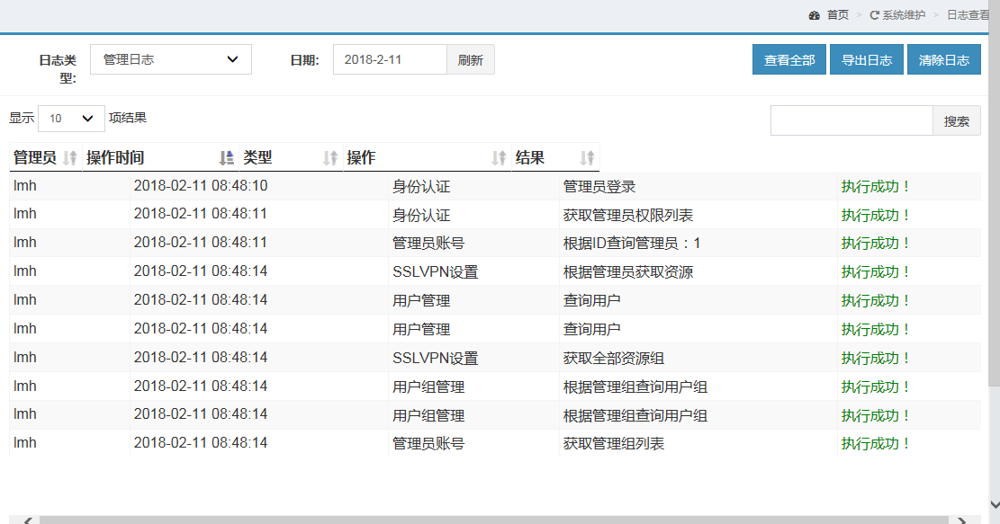 首页 > 系统维护 > 日志查看
日志类型: 管理日志 日期: 2018-2-11 刷新 查看全部 导出日志 清除日志
显示 10 项结果 搜索
管理员 操作时间 类型 操作 结果
lmh 2018-02-11 08:48:10 身份认证 管理员登录 执行成功！
lmh 2018-02-11 08:48:11 身份认证 获取管理员权限列表 执行成功！
lmh 2018-02-11 08:48:11 管理员账号 根据ID查询管理员：1 执行成功！
lmh 2018-02-11 08:48:14 SSLVPN设置 根据管理员获取资源 执行成功！
lmh 2018-02-11 08:48:14 用户管理 查询用户 执行成功！
lmh 2018-02-11 08:48:14 用户管理 查询用户 执行成功！
lmh 2018-02-11 08:48:14 SSLVPN设置 获取全部资源组 执行成功！
lmh 2018-02-11 08:48:14 用户组管理 根据管理组查询用户组 执行成功！
lmh 2018-02-11 08:48:14 用户组管理 根据管理组查询用户组 执行成功！
lmh 2018-02-11 08:48:14 管理员账号 获取管理组列表 执行成功！